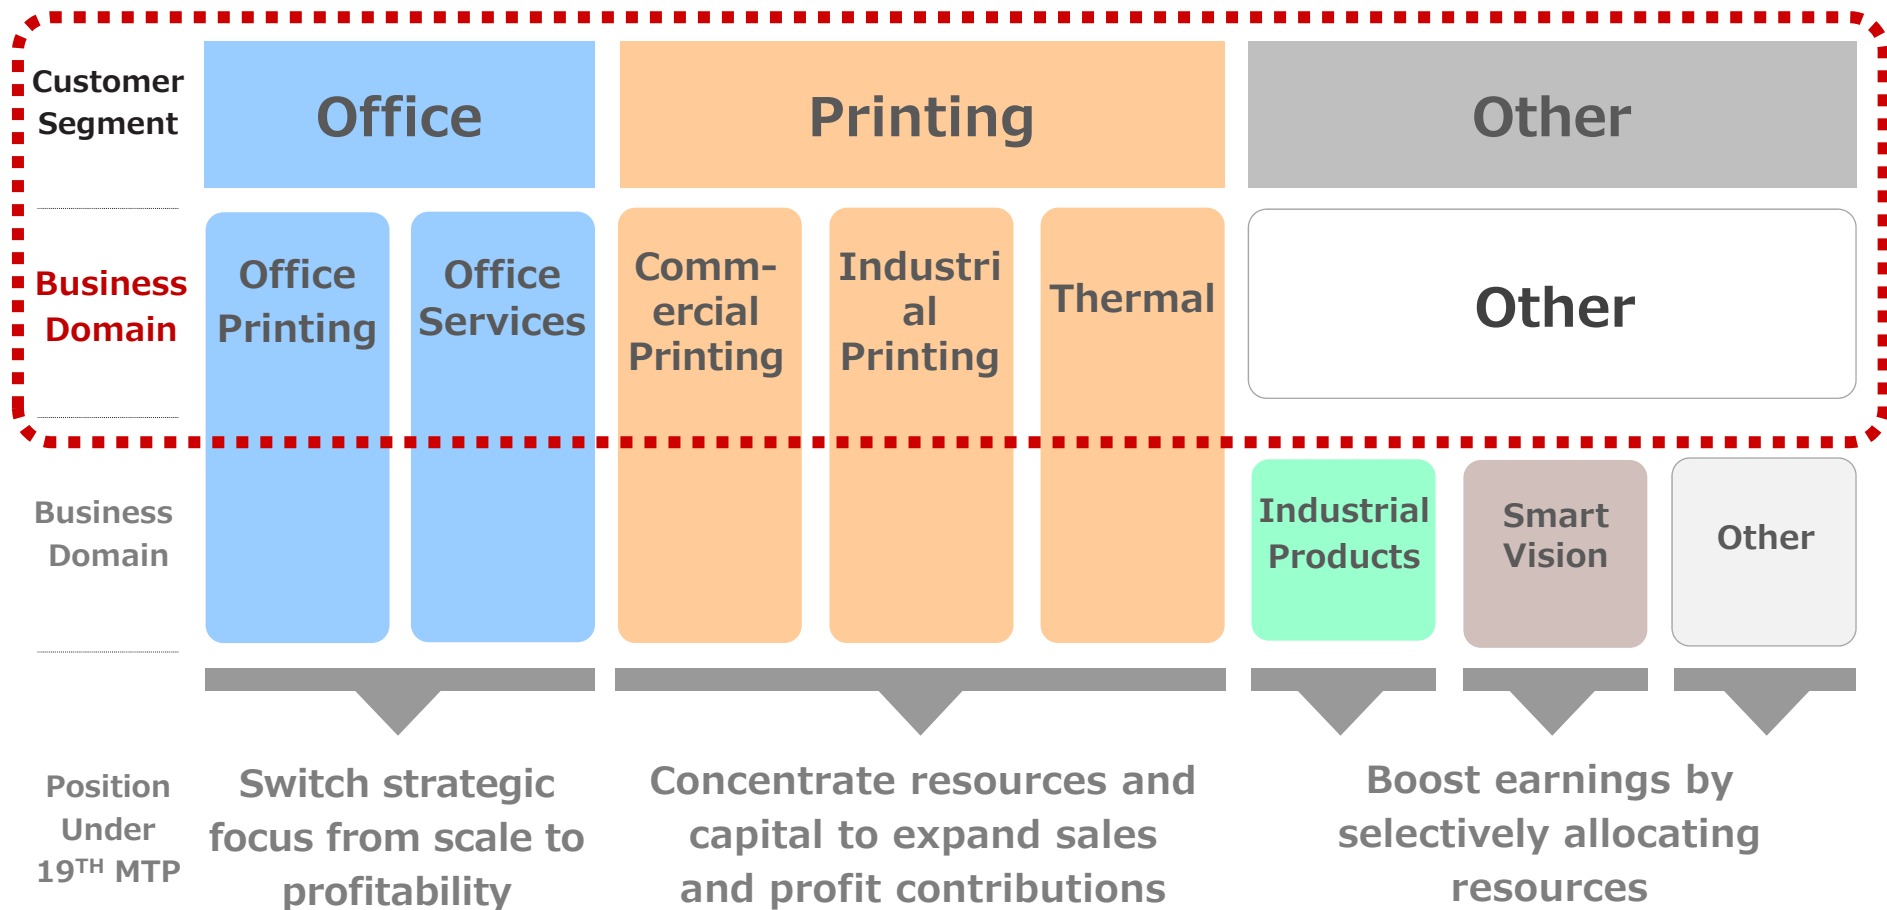 Customer
Segment
Office
Printing
Other
Business
Domain
Office
Printing
Office
Services
Comm-
ercial
Printing
Industri
al
Printing
Thermal
Other
Business
Domain
Industrial
Products
Smart
Vision
Other
Position
Under
19TH MTP
Switch strategic
focus from scale to
profitability
Concentrate resources and
capital to expand sales
and profit contributions
Boost earnings by
selectively allocating
resources